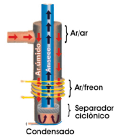 Ar/ar
Ar úmido
Ar seco
Ar/freon
Separador
ciclônico
Condensado